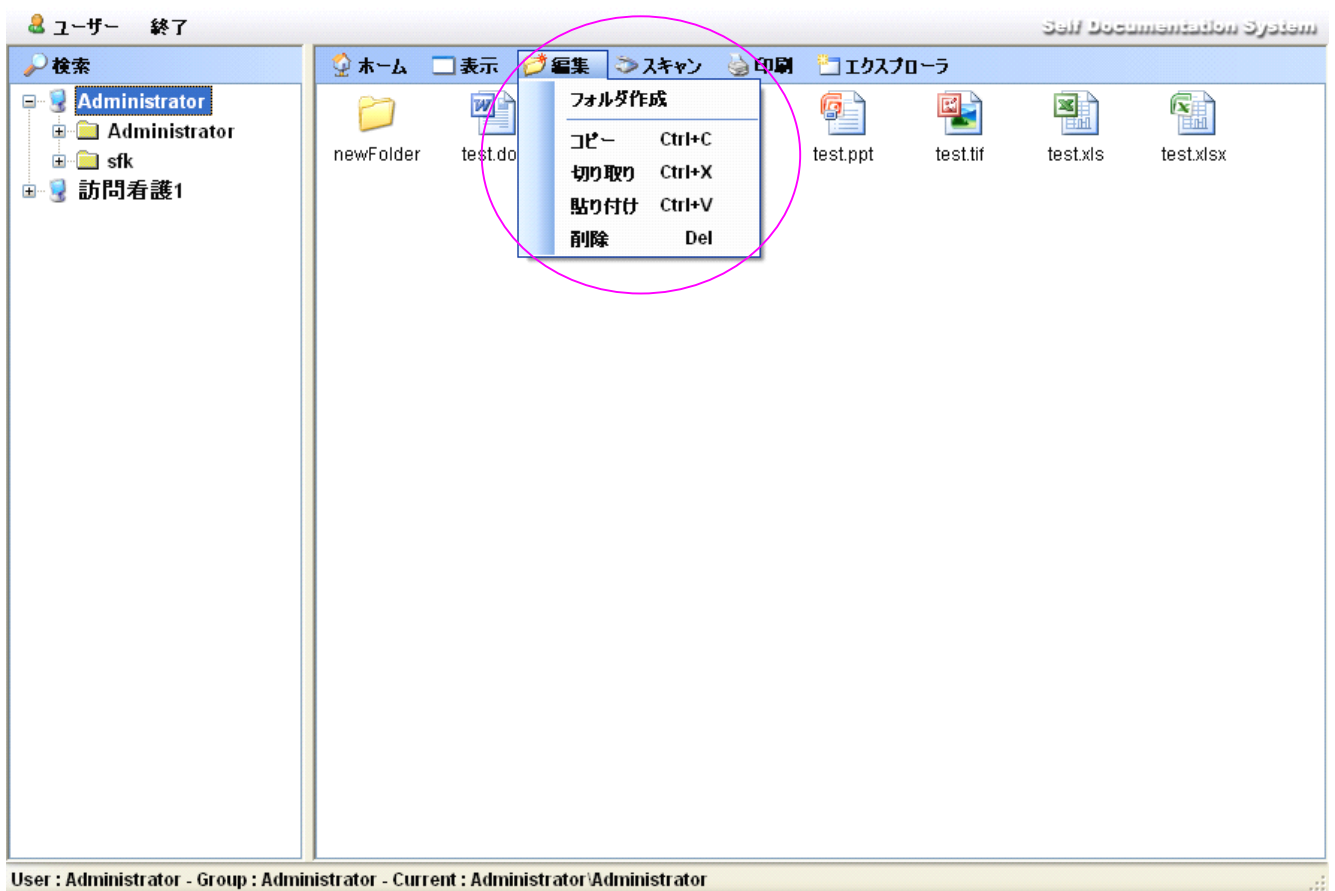 ユーザー 終了 Self Documentation System
検索
ホーム 表示 編集 スキャン 印刷 エクスプローラ
Administrator
Administrator
sfk
訪問看護1
フォルダ作成
コピー Ctrl+C
切り取り Ctrl+X
貼り付け Ctrl+V
削除 Del
newFolder test.do test.ppt test.tif test.xls test.xlsx
User : Administrator - Group : Administrator - Current : Administrator\Administrator